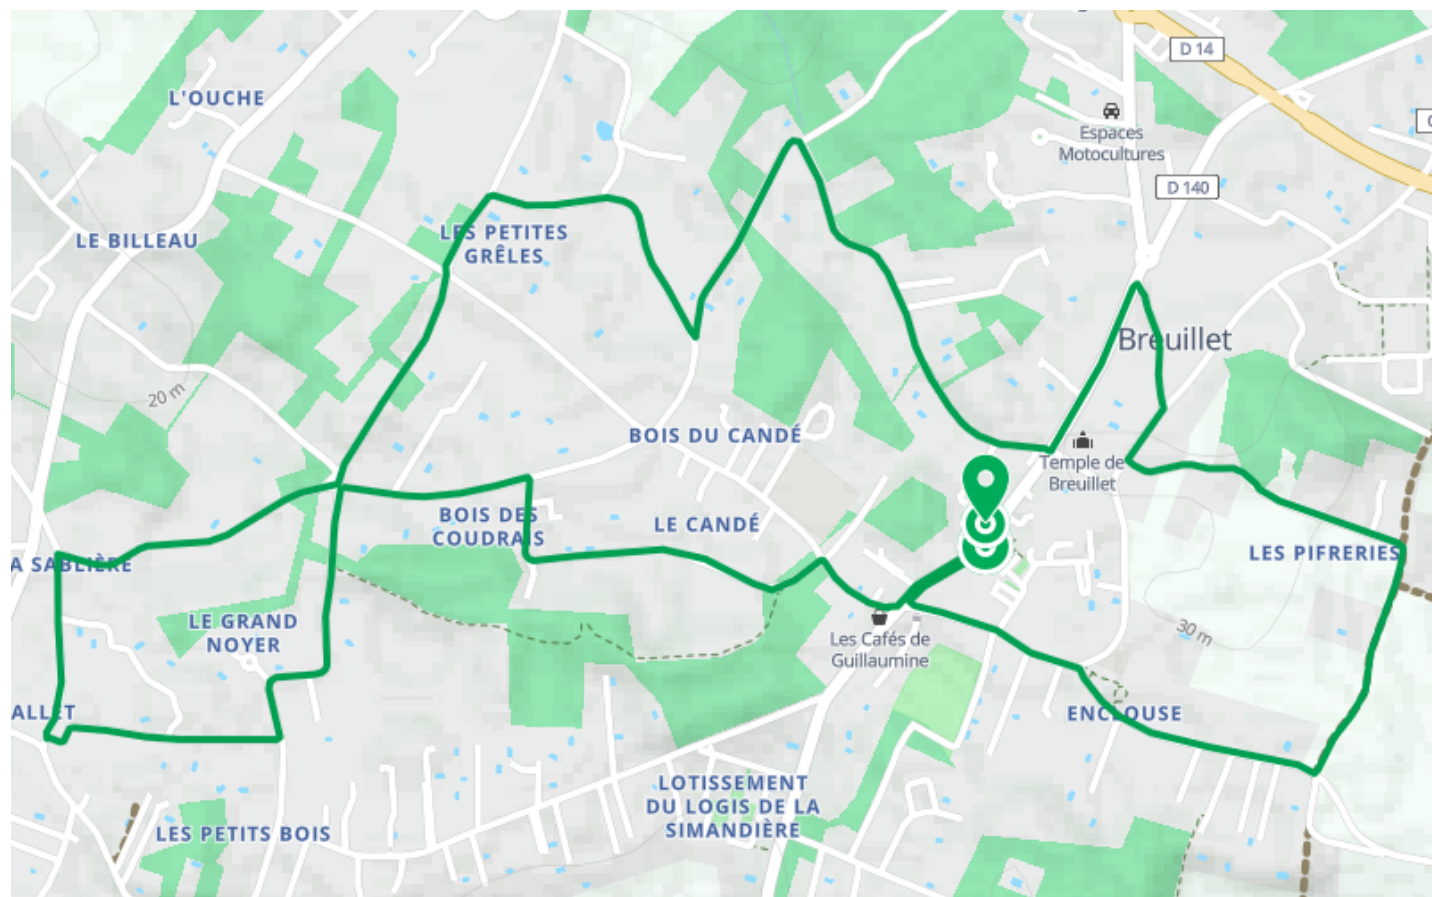 D 14
L'OUCHE
Espaces
Motocultures
D 140
LES PETITES
GRÊLES
LE BILLEAU
Breuillet
20 m
BOIS DU CANDÉ
Temple de
Breuillet
BOIS DES
COUDRAIS
LE CANDÉ
LES PIFRERIES
A SABLIÈRE
LE GRAND
NOYER
30 m
Les Cafés de
Guillaumine
ALLET
ENCLOUSE
LOTISSEMENT
DU LOGIS DE LA
SIMANDIÈRE
LES PETITS BOIS